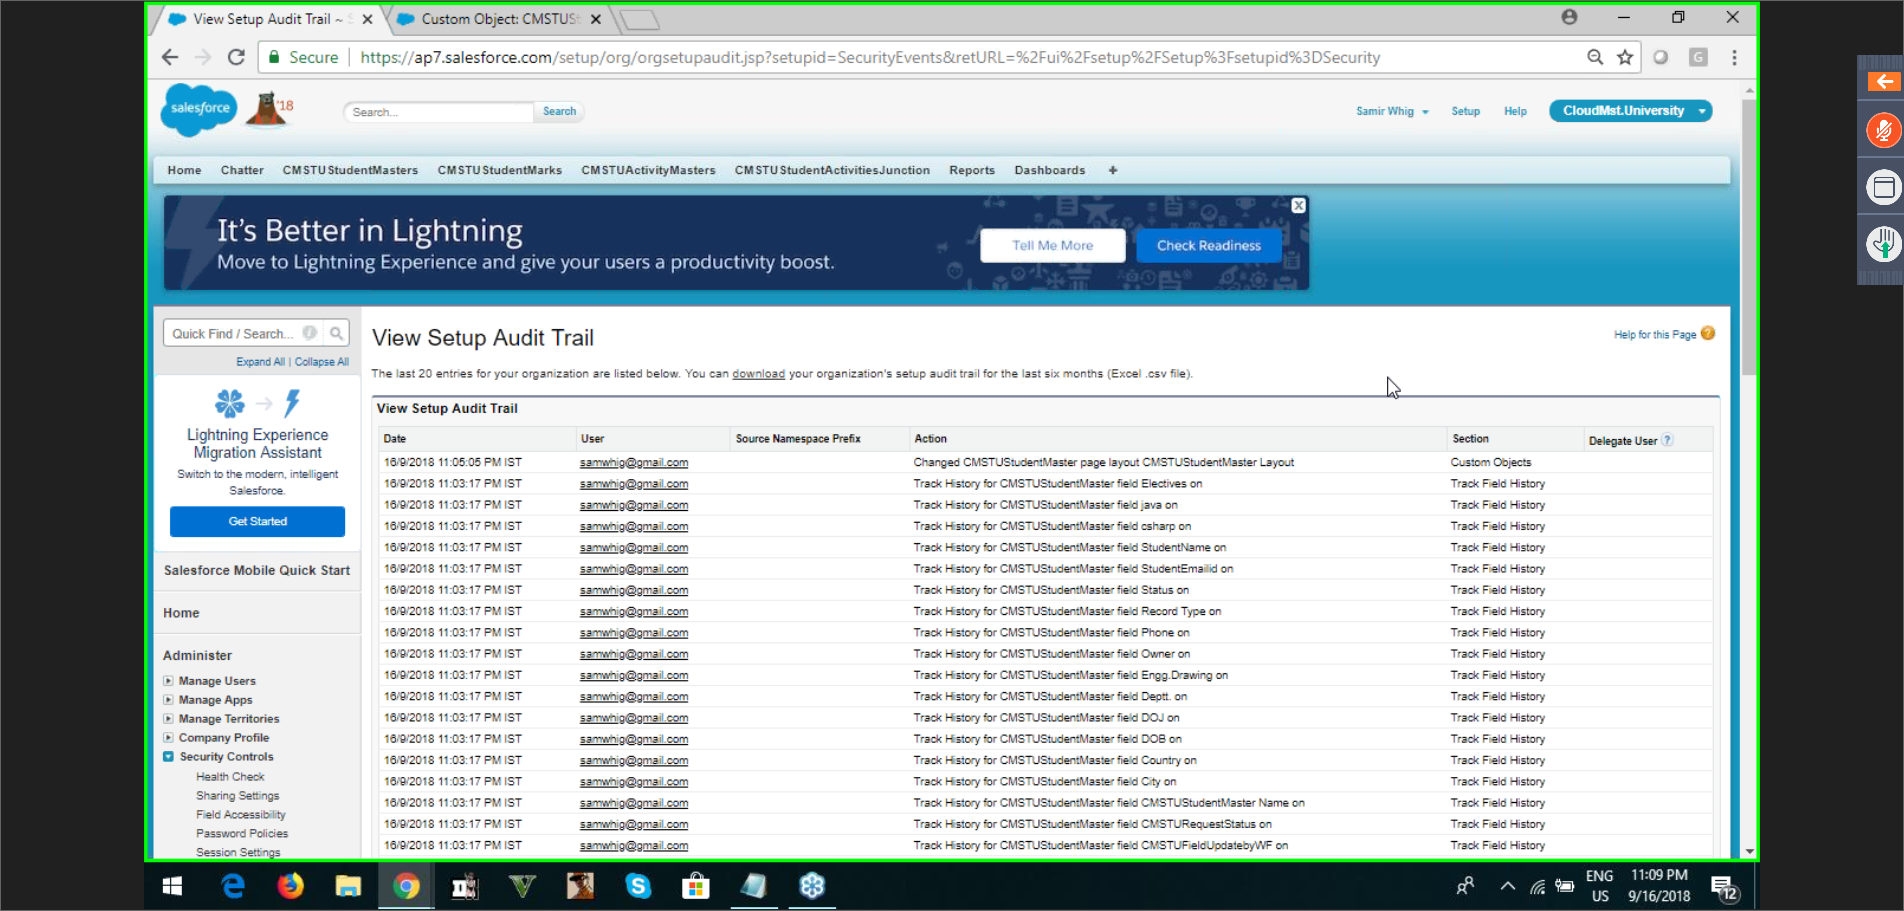 View Setup Audit Trail ~ S
Custom Object: CMSTUSt
Secure
https://ap7.salesforce.com/setup/org/orgsetupaudit.jsp?setupid=SecurityEvents&retURL=%2Fui%2Fsetup%2FSetup%3Fsetupid%3DSecurity
G
salesforce
'18
Search...
Search
Samir Whig
Setup
Help
CloudMst.University
Home Chatter CMSTUStudentMasters CMSTUStudentMarks CMSTUActivityMasters CMSTUStudentActivitiesJunction Reports Dashboards +
It's Better in Lightning
Move to Lightning Experience and give your users a productivity boost.
Tell Me More
Check Readiness
Quick Find / Search...
Expand All | Collapse All
Lightning Experience
Migration Assistant
Switch to the modern, intelligent
Salesforce.
Get Started
Salesforce Mobile Quick Start
Home
Administer
Manage Users
Manage Apps
Manage Territories
Company Profile
Security Controls
Health Check
Sharing Settings
Field Accessibility
Password Policies
Session Settings
View Setup Audit Trail
Help for this Page ?
The last 20 entries for your organization are listed below. You can download your organization's setup audit trail for the last six months (Excel .csv file).
View Setup Audit Trail
Date User Source Namespace Prefix Action Section Delegate User ?
16/9/2018 11:05:05 PM IST samwhig@gmail.com Changed CMSTUStudentMaster page layout CMSTUStudentMaster Layout Custom Objects
16/9/2018 11:03:17 PM IST samwhig@gmail.com Track History for CMSTUStudentMaster field Electives on Track Field History
16/9/2018 11:03:17 PM IST samwhig@gmail.com Track History for CMSTUStudentMaster field java on Track Field History
16/9/2018 11:03:17 PM IST samwhig@gmail.com Track History for CMSTUStudentMaster field csharp on Track Field History
16/9/2018 11:03:17 PM IST samwhig@gmail.com Track History for CMSTUStudentMaster field StudentName on Track Field History
16/9/2018 11:03:17 PM IST samwhig@gmail.com Track History for CMSTUStudentMaster field StudentEmailid on Track Field History
16/9/2018 11:03:17 PM IST samwhig@gmail.com Track History for CMSTUStudentMaster field Status on Track Field History
16/9/2018 11:03:17 PM IST samwhig@gmail.com Track History for CMSTUStudentMaster field Record Type on Track Field History
16/9/2018 11:03:17 PM IST samwhig@gmail.com Track History for CMSTUStudentMaster field Phone on Track Field History
16/9/2018 11:03:17 PM IST samwhig@gmail.com Track History for CMSTUStudentMaster field Owner on Track Field History
16/9/2018 11:03:17 PM IST samwhig@gmail.com Track History for CMSTUStudentMaster field Engg.Drawing on Track Field History
16/9/2018 11:03:17 PM IST samwhig@gmail.com Track History for CMSTUStudentMaster field Deptt. on Track Field History
16/9/2018 11:03:17 PM IST samwhig@gmail.com Track History for CMSTUStudentMaster field DOJ on Track Field History
16/9/2018 11:03:17 PM IST samwhig@gmail.com Track History for CMSTUStudentMaster field DOB on Track Field History
16/9/2018 11:03:17 PM IST samwhig@gmail.com Track History for CMSTUStudentMaster field Country on Track Field History
16/9/2018 11:03:17 PM IST samwhig@gmail.com Track History for CMSTUStudentMaster field City on Track Field History
16/9/2018 11:03:17 PM IST samwhig@gmail.com Track History for CMSTUStudentMaster field CMSTUStudentMaster Name on Track Field History
16/9/2018 11:03:17 PM IST samwhig@gmail.com Track History for CMSTUStudentMaster field CMSTURequestStatus on Track Field History
16/9/2018 11:03:17 PM IST samwhig@gmail.com Track History for CMSTUStudentMaster field CMSTUFieldUpdatebyWF on Track Field History
ENG
US
11:09 PM
9/16/2018
12